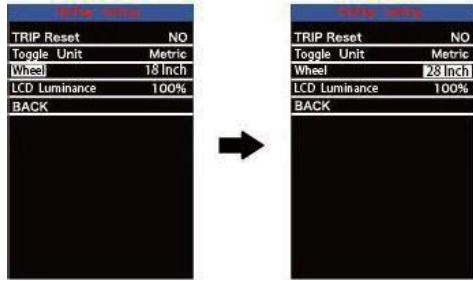 TRIP Reset NO
Toggle Unit Metric
Wheel 18 Inch
LCD Luminance 100%
BACK
TRIP Reset NO
Toggle Unit Metric
Wheel 28 Inch
LCD Luminance 100%
BACK